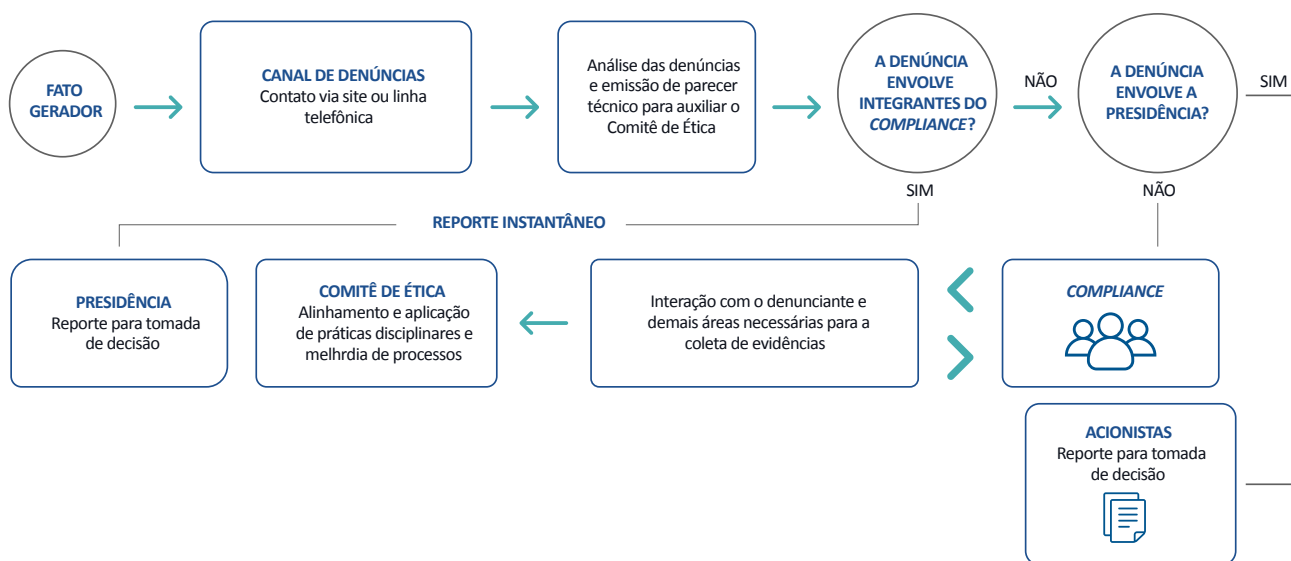 FATO
GERADOR
CANAL DE DENÚNCIAS
Contato via site ou linha
telefônica
Análise das denúncias
e emissão de parecer
técnico para auxiliar o
Comitê de Ética
A DENÚNCIA
ENVOLVE
INTEGRANTES DO
COMPLIANCE?
NÃO
A DENÚNCIA
ENVOLVE A
PRESIDÊNCIA?
SIM
SIM
NÃO
REPORTE INSTANTÂNEO
PRESIDÊNCIA
Reporte para tomada
de decisão
COMITÊ DE ÉTICA
Alinhamento e aplicação
de práticas disciplinares e
melhrdia de processos
Interação com o denunciante e
demais áreas necessárias para a
coleta de evidências
COMPLIANCE
ACIONISTAS
Reporte para tomada
de decisão